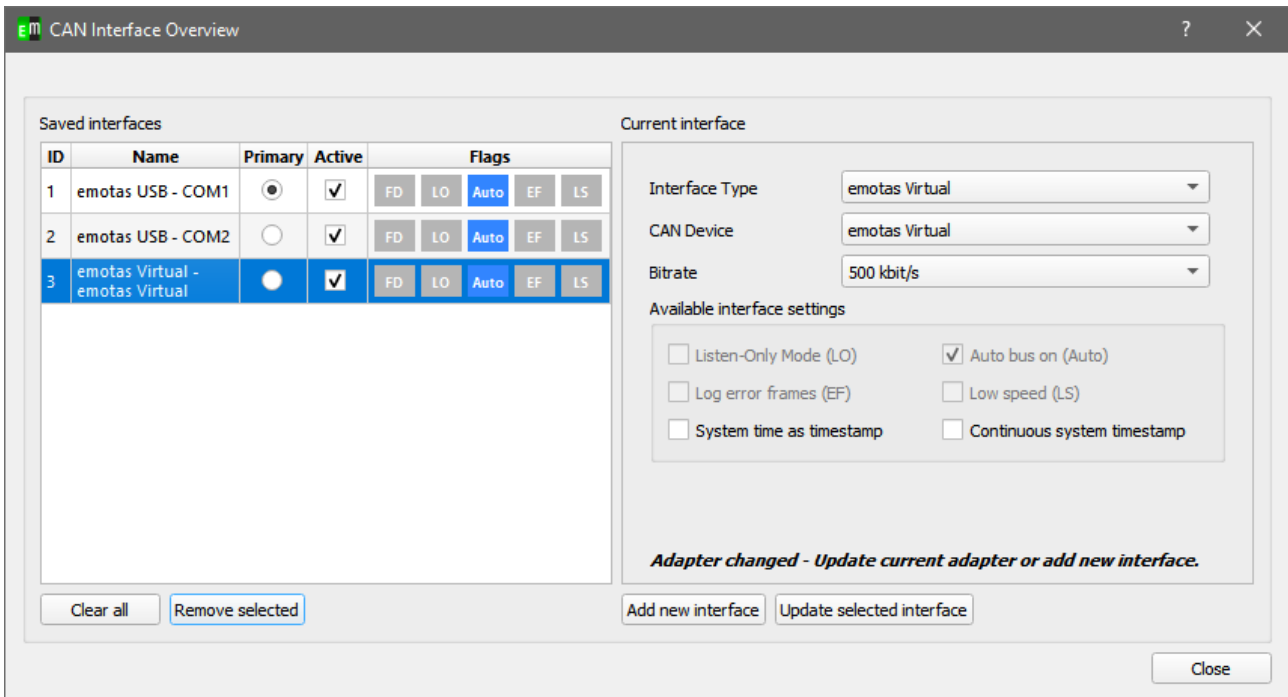 EM CAN Interface Overview ?
Saved interfaces
ID Name Primary Active Flags
1 emotas USB - COM1 FD LO Auto EF LS
2 emotas USB - COM2 FD LO Auto EF LS
3 emotas Virtual -
emotas Virtual FD LO Auto EF LS
Clear all Remove selected
Current interface
Interface Type emotas Virtual
CAN Device emotas Virtual
Bitrate 500 kbit/s
Available interface settings
Listen-Only Mode (LO) Auto bus on (Auto)
Log error frames (EF) Low speed (LS)
System time as timestamp Continuous system timestamp
Adapter changed - Update current adapter or add new interface.
Add new interface Update selected interface
Close